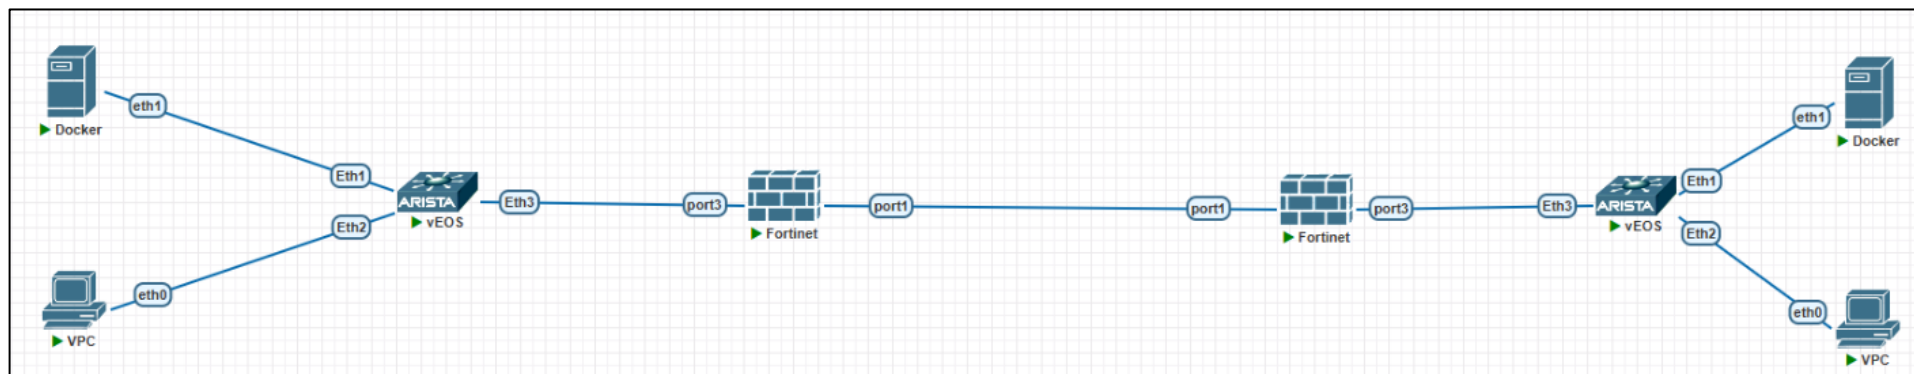 eth1
Docker
eth1
Docker
Eth1
ARISTA
vEOS
Eth3
port3
Fortinet
port1
port1
Fortinet
port3
Eth3
ARISTA
vEOS
Eth1
Eth2
Eth2
eth0
VPC
eth0
VPC